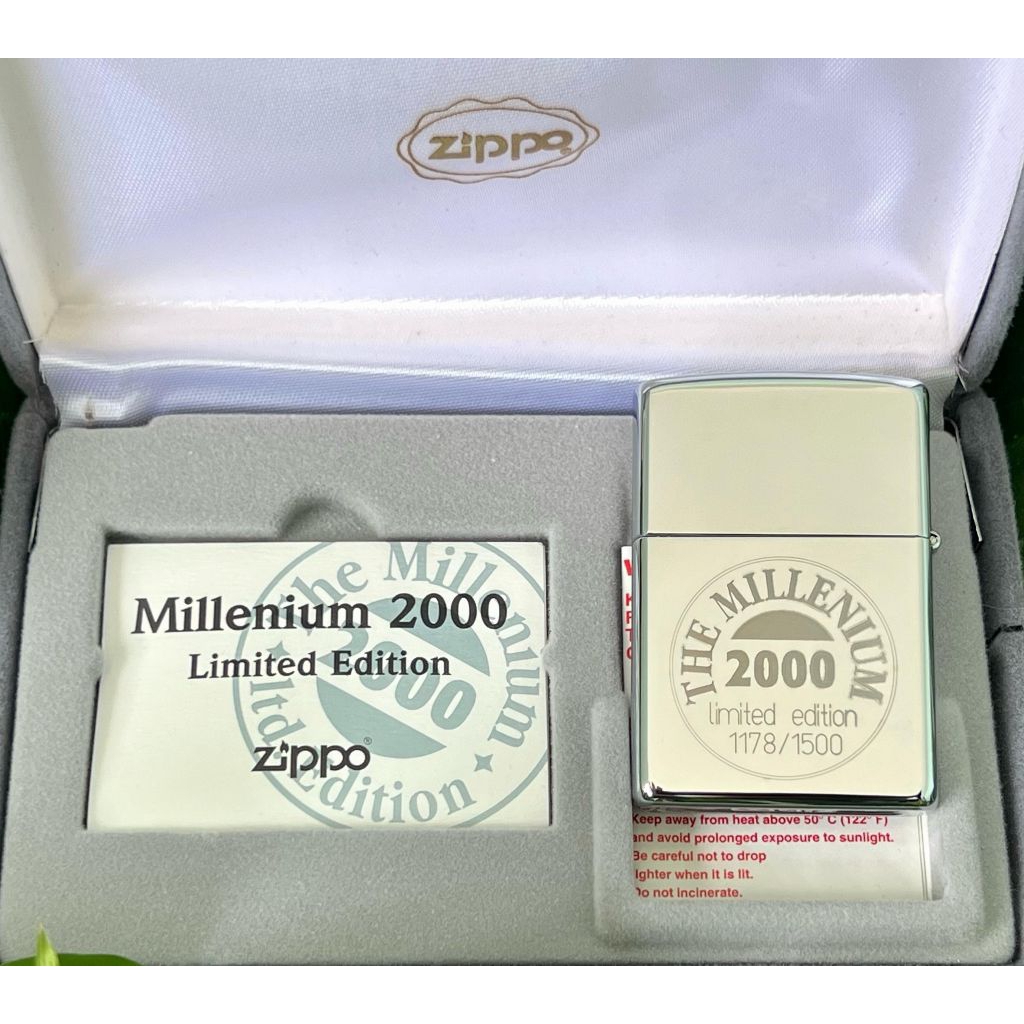 zippo
Millenium 2000
Limited Edition
zippo®
The Millenium
2000
ltd Edition
THE MILLENIUM
2000
limited edition
1178/1500
Keep away from heat above 50° C (122° F)
and avoid prolonged exposure to sunlight.
Be careful not to drop
lighter when it is lit.
Do not incinerate.